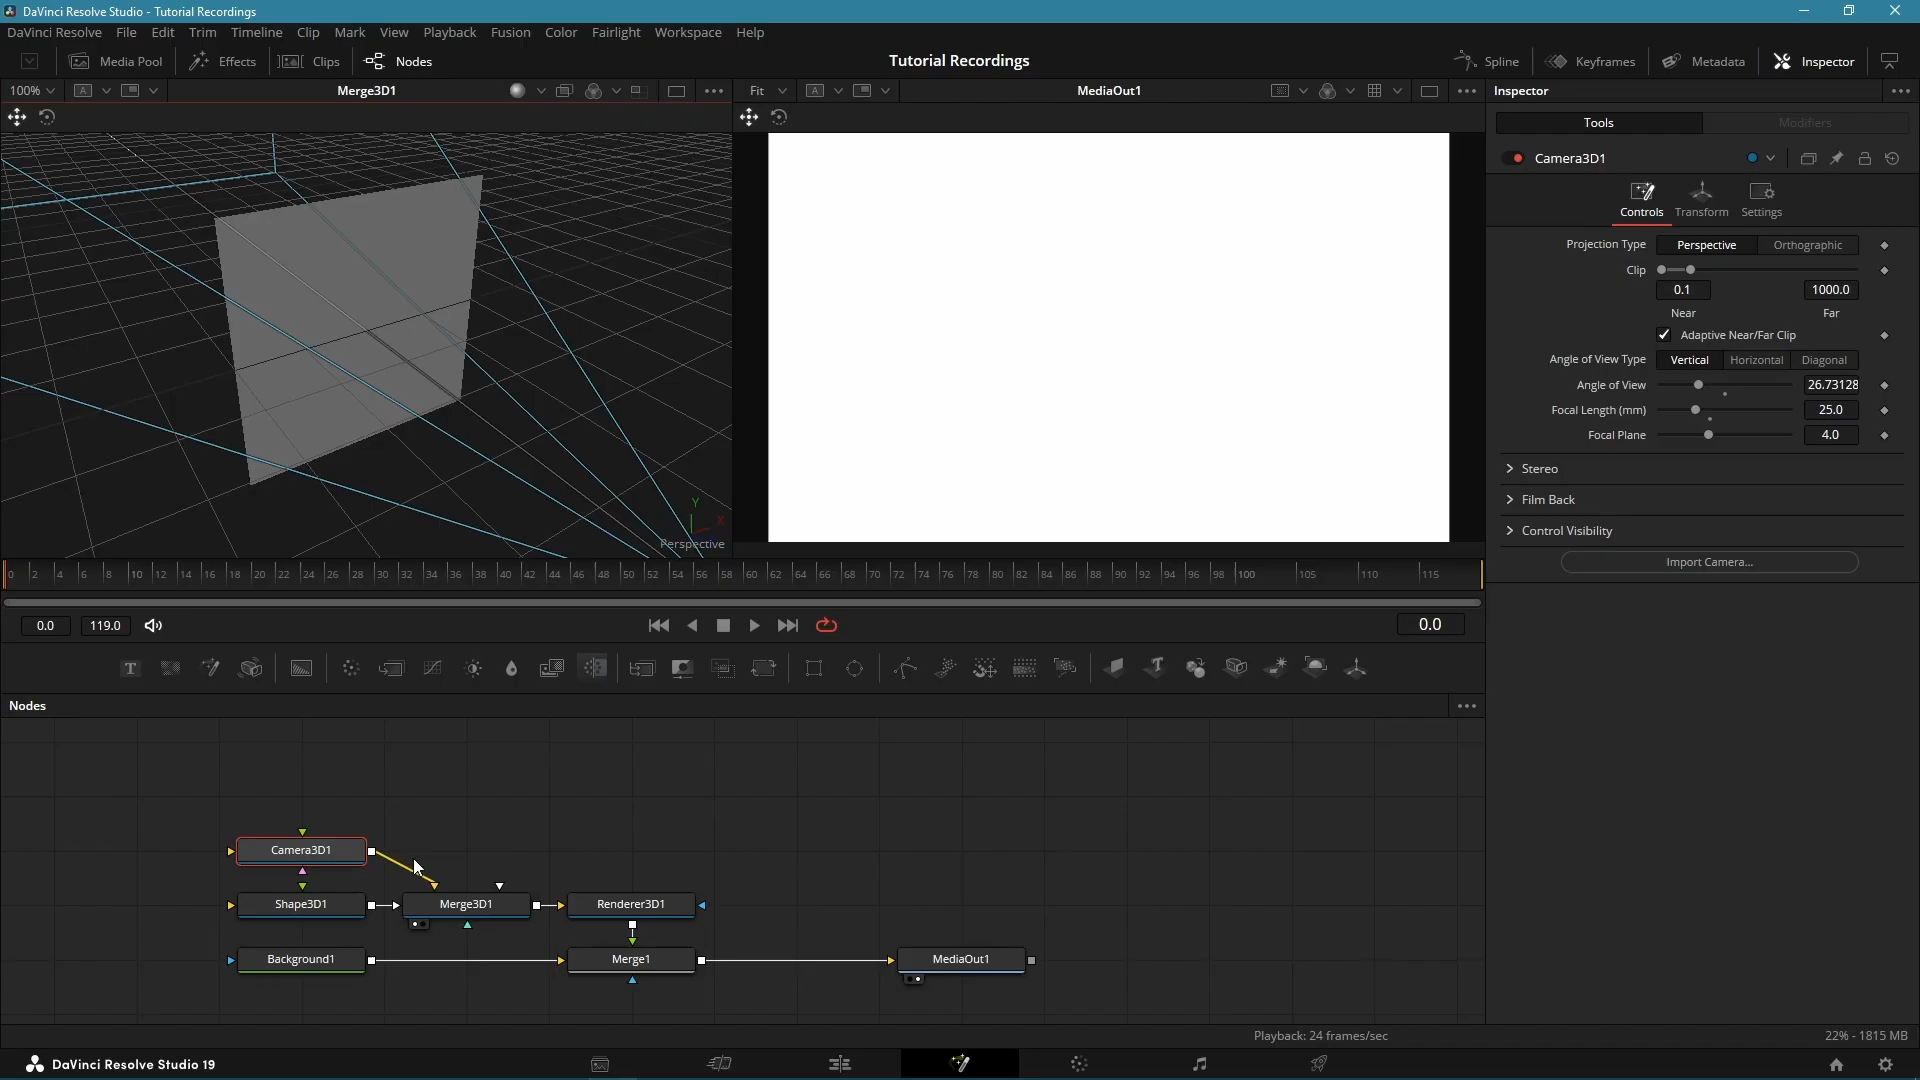 DaVinci Resolve Studio - Tutorial Recordings
DaVinci Resolve File Edit Trim Timeline Clip Mark View Playback Fusion Color Fairlight Workspace Help
Media Pool Effects Clips Nodes Tutorial Recordings Spline Keyframes Metadata Inspector
100% A Merge3D1 Fit A MediaOut1 Inspector
Tools Modifiers
Camera3D1
Controls Transform Settings
Projection Type Perspective Orthographic
Clip
0.1 1000.0
Near Far
Adaptive Near/Far Clip
Angle of View Type Vertical Horizontal Diagonal
Angle of View 26.73128
Focal Length (mm) 25.0
Focal Plane 4.0
Stereo
Film Back
Control Visibility
Import Camera...
Y
X
Perspective
0 2 4 6 8 10 12 14 16 18 20 22 24 26 28 30 32 34 36 38 40 42 44 46 48 50 52 54 56 58 60 62 64 66 68 70 72 74 76 78 80 82 84 86 88 90 92 94 96 98 100 105 110 115
0.0 119.0 0.0
T T
Nodes
Camera3D1
Shape3D1 Merge3D1 Renderer3D1
Background1 Merge1 MediaOut1
Playback: 24 frames/sec 22% - 1815 MB
DaVinci Resolve Studio 19